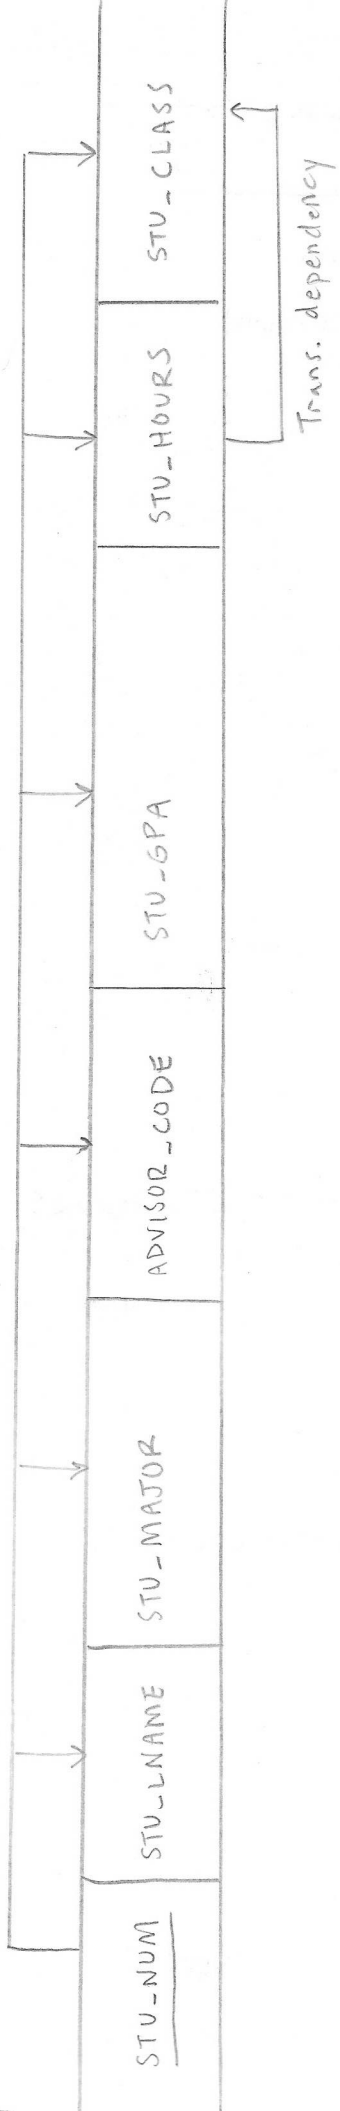 STU_NUM
STU_LNAME
STU_MAJOR
ADVISOR_CODE
STU_GPA
STU_HOURS
STU_CLASS
Trans. dependency